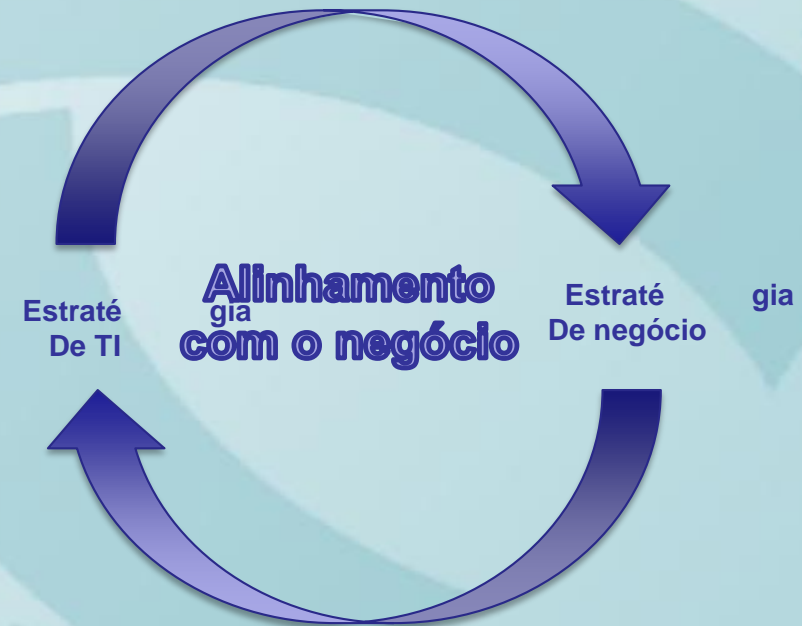 Alinhamento
com o negócio
Estraté gia
De TI
Estraté gia
De negócio